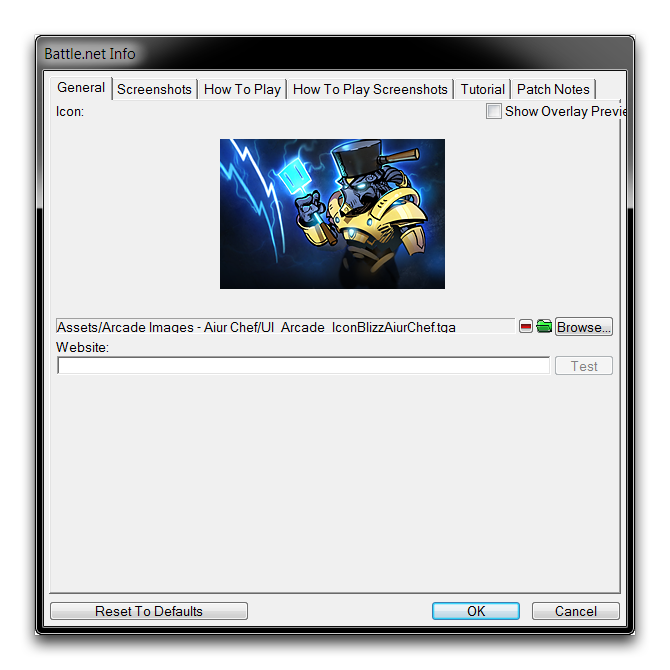 Battle.net Info
General Screenshots How To Play How To Play Screenshots Tutorial Patch Notes
Icon: Show Overlay Previe
Assets/Arcade Images - Aiur Chef/UI_Arcade_IconBlizzAiurChef.tga Browse...
Website:
Test
Reset To Defaults OK Cancel